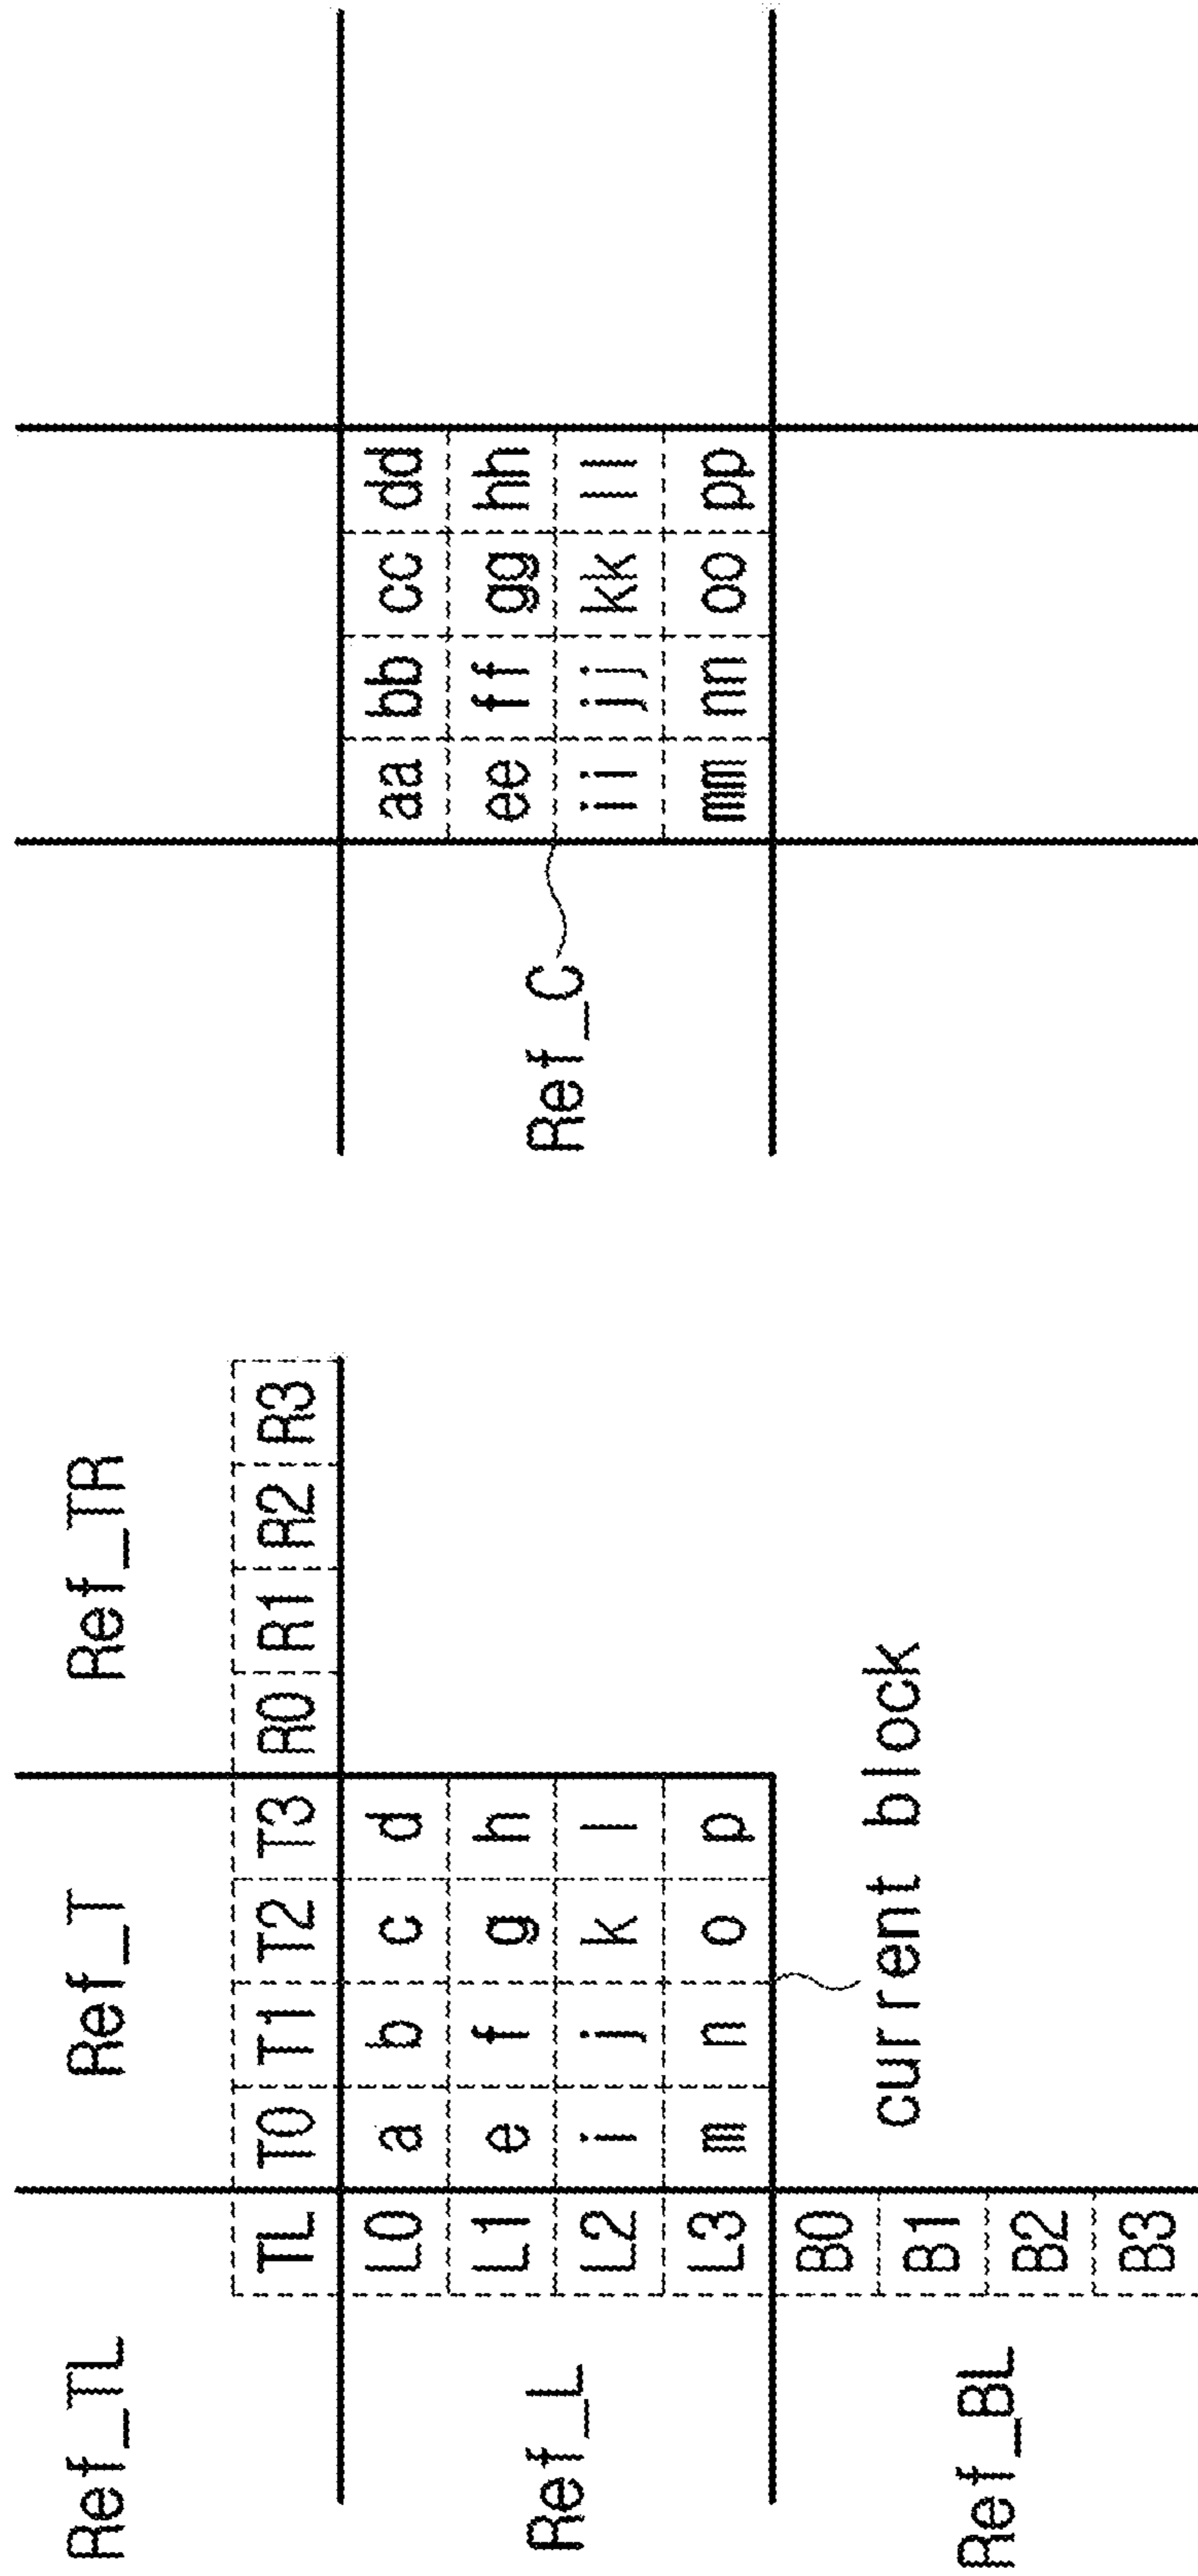 Ref_TL Ref_T Ref_TR
TL T0 T1 T2 T3 R0 R1 R2 R3
L0 a b c d
L1 e f g h
L2 i j k l
L3 m n o p
Ref_L
B0
B1
B2
B3
Ref_BL
current block
aa bb cc dd
ee ff gg hh
ii jj kk ll
mm nn oo pp
Ref_C